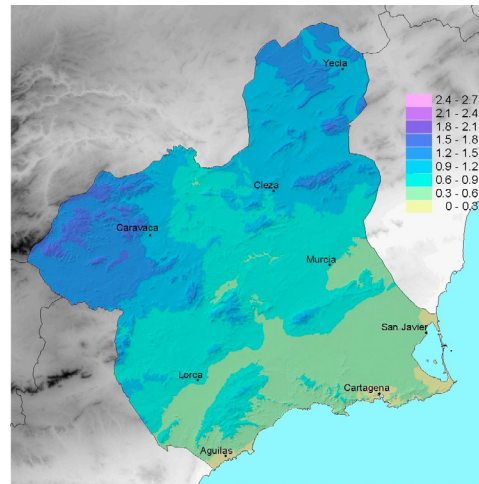 Yecla
2.4 - 2.7
2.1 - 2.4
1.8 - 2.1
1.5 - 1.8
1.2 - 1.5
0.9 - 1.2
0.6 - 0.9
0.3 - 0.6
0 - 0.3
Cieza
Caravaca
Murcia
San Javier
Lorca
Cartagena
Aguilas